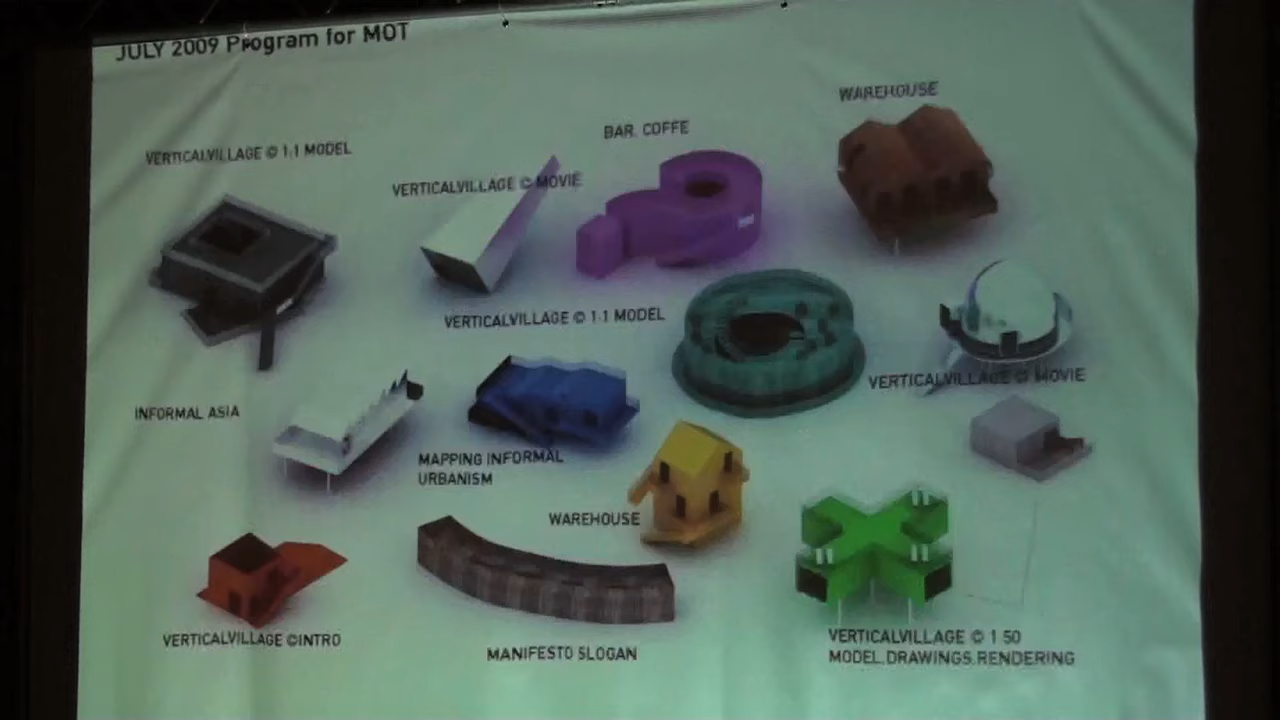 JULY 2009 Program for MOT
WAREHOUSE
BAR. COFFE
VERTICALVILLAGE © 1.1 MODEL
VERTICALVILLAGE © MOVIE
VERTICALVILLAGE © 1.1 MODEL
VERTICALVILLAGE © MOVIE
INFORMAL ASIA
MAPPING INFORMAL
URBANISM
WAREHOUSE
VERTICALVILLAGE ©INTRO
MANIFESTO SLOGAN
VERTICALVILLAGE © 1 50
MODEL.DRAWINGS.RENDERING